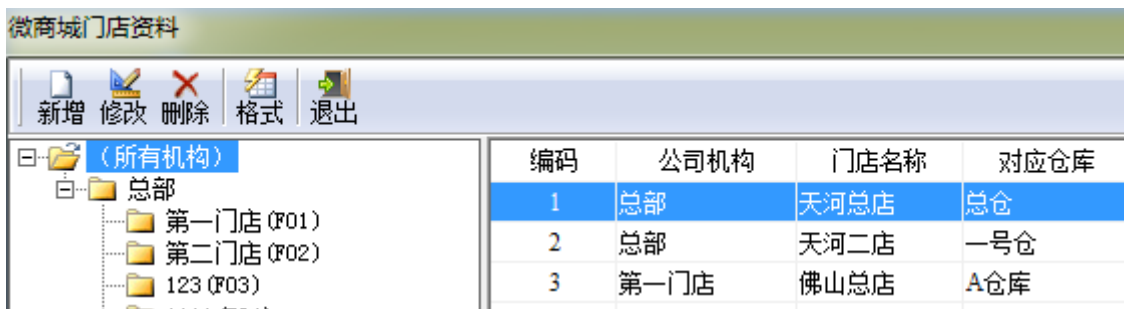 微商城门店资料
新增 修改 删除 格式 退出
（所有机构）
总部
第一门店(F01)
第二门店(F02)
123(F03)
编码 公司机构 门店名称 对应仓库
1 总部 天河总店 总仓
2 总部 天河二店 一号仓
3 第一门店 佛山总店 A仓库